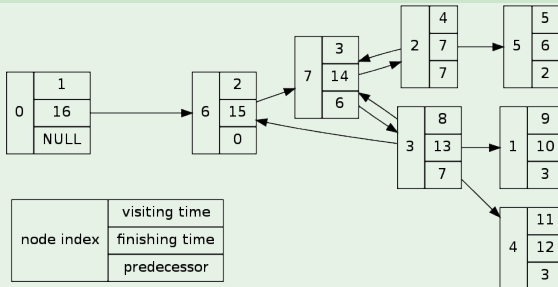 0 1 16 NULL
6 2 15 0
7 3 14 6
2 4 7 7
5 5 6 2
3 8 13 7
1 9 10 3
4 11 12 3
node index visiting time
finishing time
predecessor